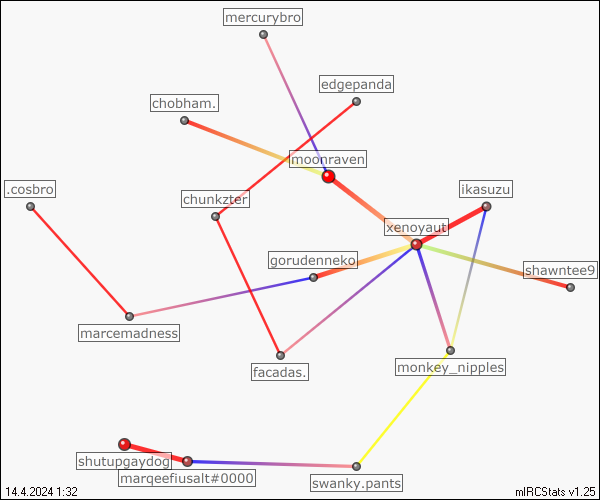 mercurybro
edgepanda
chobham.
moonraven
.cosbro
chunkzter
ikasuzu
xenoyaut
gorudenneko
shawntee9
marcemadness
facadas.
monkey_nipples
shutupgaydog
marqeefiusalt#0000
swanky.pants
14.4.2024 1:32
mIRCStats v1.25